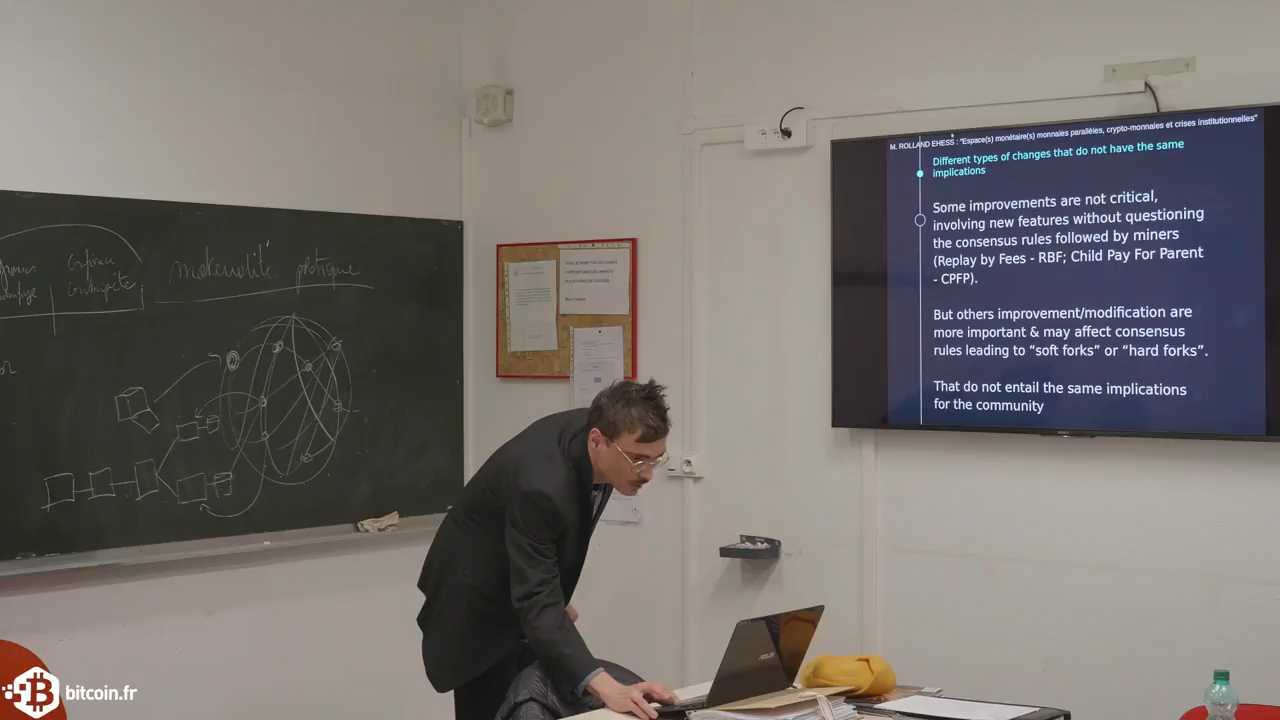 matérialité pratique
M. ROLLAND EHESS : "Espace(s) monétaire(s) monnaies parallèles, crypto-monnaies et crises institutionnelles"
Different types of changes that do not have the same
implications
Some improvements are not critical,
involving new features without questioning
the consensus rules followed by miners
(Replay by Fees - RBF; Child Pay For Parent
- CPFP).
But others improvement/modification are
more important & may affect consensus
rules leading to “soft forks” or “hard forks”.
That do not entail the same implications
for the community
ASUS
bitcoin.fr